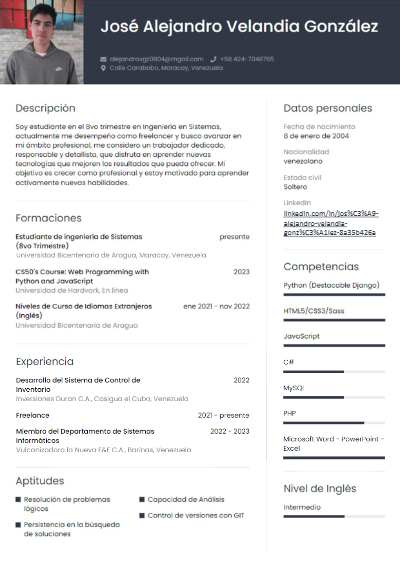 José Alejandro Velandia González
alejandrovgz0804@mgail.com +58 424-7046765
Calle Carabobo, Maracay, Venezuela
Descripción
Soy estudiante en el 8vo trimestre en Ingenieria en Sistemas,
actualmente me desempeño como freelancer y busco avanzar en
mi ámbito profesional, me considero un trabajador dedicado,
responsable y detallista, que disfruta en aprender nuevas
tecnologías que mejoren los resultados que pueda ofrecer. Mi
objetivo es crecer como profesional y estoy motivado para aprender
activamente nuevas habilidades.
Formaciones
Estudiante de ingenieria de Sistemas presente
(8vo Trimestre)
Universidad Bicentenaria de Aragua, Maracay, Venezuela
CS50's Course: Web Programming with 2023
Python and JavaScript
Universidad de Hardvark, En línea
Niveles de Curso de Idiomas Extranjeros ene 2021 - nov 2022
(Inglés)
Universidad Bicentenaria de Aragua
Experiencia
Desarrollo del Sistema de Control de 2022
Inventario
Inversiones Duran C.A., Casigua el Cubo, Venezuela
Freelance 2021 - presente
Miembro del Departamento de Sistemas 2022 - 2023
Informáticos
Vulcanizadora la Nueva E&E C.A., Barinas, Venezuela
Aptitudes
Resolución de problemas
lógicos
Persistencia en la búsqueda
de soluciones
Capacidad de Análisis
Control de versiones con GIT
Datos personales
Fecha de nacimiento
8 de enero de 2004
Nacionalidad
venezolano
Estado civil
Soltero
LinkedIn
linkedin.com/in/jos%C3%A9-
alejandro-velandia-
gonz%C3%A1lez-8a35b426a
Competencias
Python (Destacable Django)
HTML5/CSS3/Sass
JavaScript
C#
MySQl
PHP
Microsoft Word - PowerPoint -
Excel
Nivel de Inglés
Intermedio